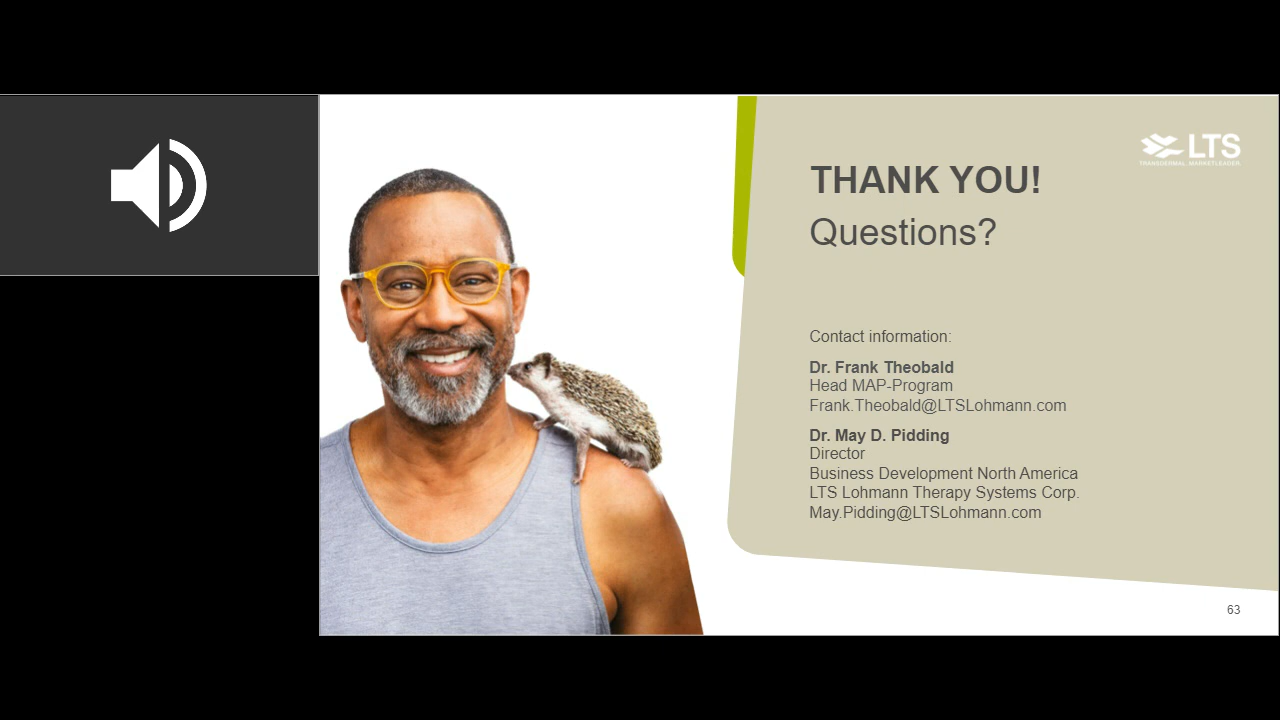 LTS
TRANSDERMAL. MARKETLEADER.
THANK YOU!
Questions?
Contact information:
Dr. Frank Theobald
Head MAP-Program
Frank.Theobald@LTSLohmann.com
Dr. May D. Pidding
Director
Business Development North America
LTS Lohmann Therapy Systems Corp.
May.Pidding@LTSLohmann.com
63